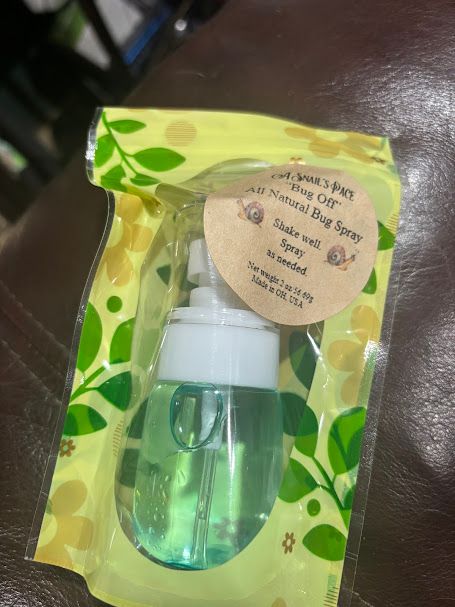 A Snail's Pace
"Bug Off"
All Natural Bug Spray
Shake well.
Spray
as needed.
Net weight 2 oz 56.69g
Made in OH, USA